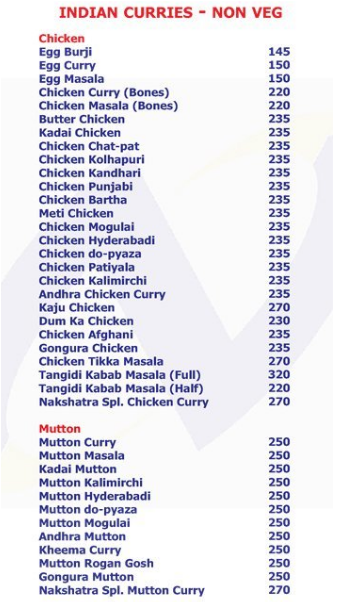 INDIAN CURRIES - NON VEG
Chicken
Egg Burji 145
Egg Curry 150
Egg Masala 150
Chicken Curry (Bones) 220
Chicken Masala (Bones) 220
Butter Chicken 235
Kadai Chicken 235
Chicken Chat-pat 235
Chicken Kolhapuri 235
Chicken Kandhari 235
Chicken Punjabi 235
Chicken Bartha 235
Meti Chicken 235
Chicken Mogulai 235
Chicken Hyderabadi 235
Chicken do-pyaza 235
Chicken Patiyala 235
Chicken Kalimirchi 235
Andhra Chicken Curry 235
Kaju Chicken 270
Dum Ka Chicken 230
Chicken Afghani 235
Gongura Chicken 235
Chicken Tikka Masala 270
Tangidi Kabab Masala (Full) 320
Tangidi Kabab Masala (Half) 220
Nakshatra Spl. Chicken Curry 270
Mutton
Mutton Curry 250
Mutton Masala 250
Kadai Mutton 250
Mutton Kalimirchi 250
Mutton Hyderabadi 250
Mutton do-pyaza 250
Mutton Mogulai 250
Andhra Mutton 250
Kheema Curry 250
Mutton Rogan Gosh 250
Gongura Mutton 250
Nakshatra Spl. Mutton Curry 270